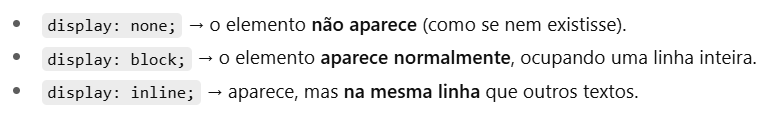 • display: none; → o elemento não aparece (como se nem existisse).
• display: block; → o elemento aparece normalmente, ocupando uma linha inteira.
• display: inline; → aparece, mas na mesma linha que outros textos.